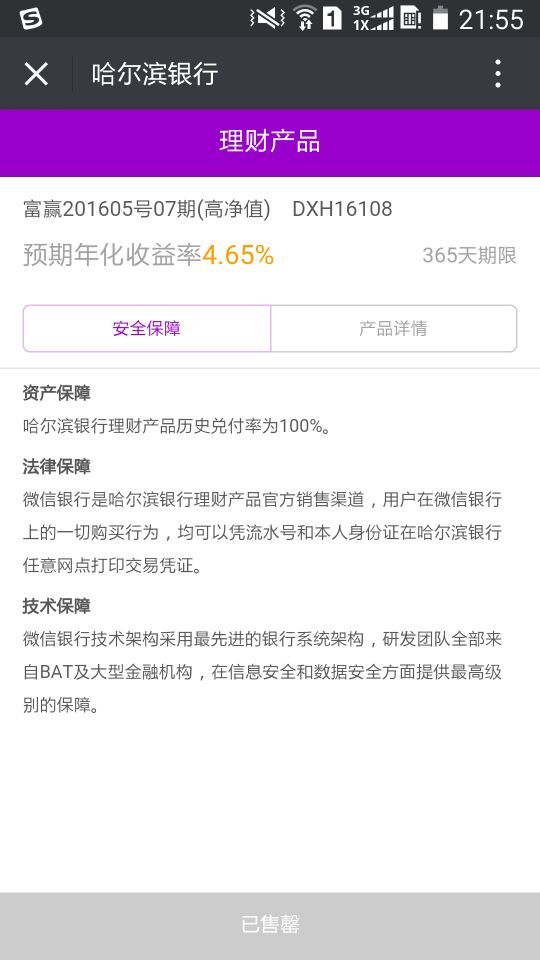 21:55
3G
1X
1
S
哈尔滨银行
理财产品
富赢201605号07期(高净值) DXH16108
预期年化收益率4.65% 365天期限
安全保障 产品详情
资产保障
哈尔滨银行理财产品历史兑付率为100%。
法律保障
微信银行是哈尔滨银行理财产品官方销售渠道，用户在微信银行
上的一切购买行为，均可以凭流水号和本人身份证在哈尔滨银行
任意网点打印交易凭证。
技术保障
微信银行技术架构采用最先进的银行系统架构，研发团队全部来
自BAT及大型金融机构，在信息安全和数据安全方面提供最高级
别的保障。
已售罄